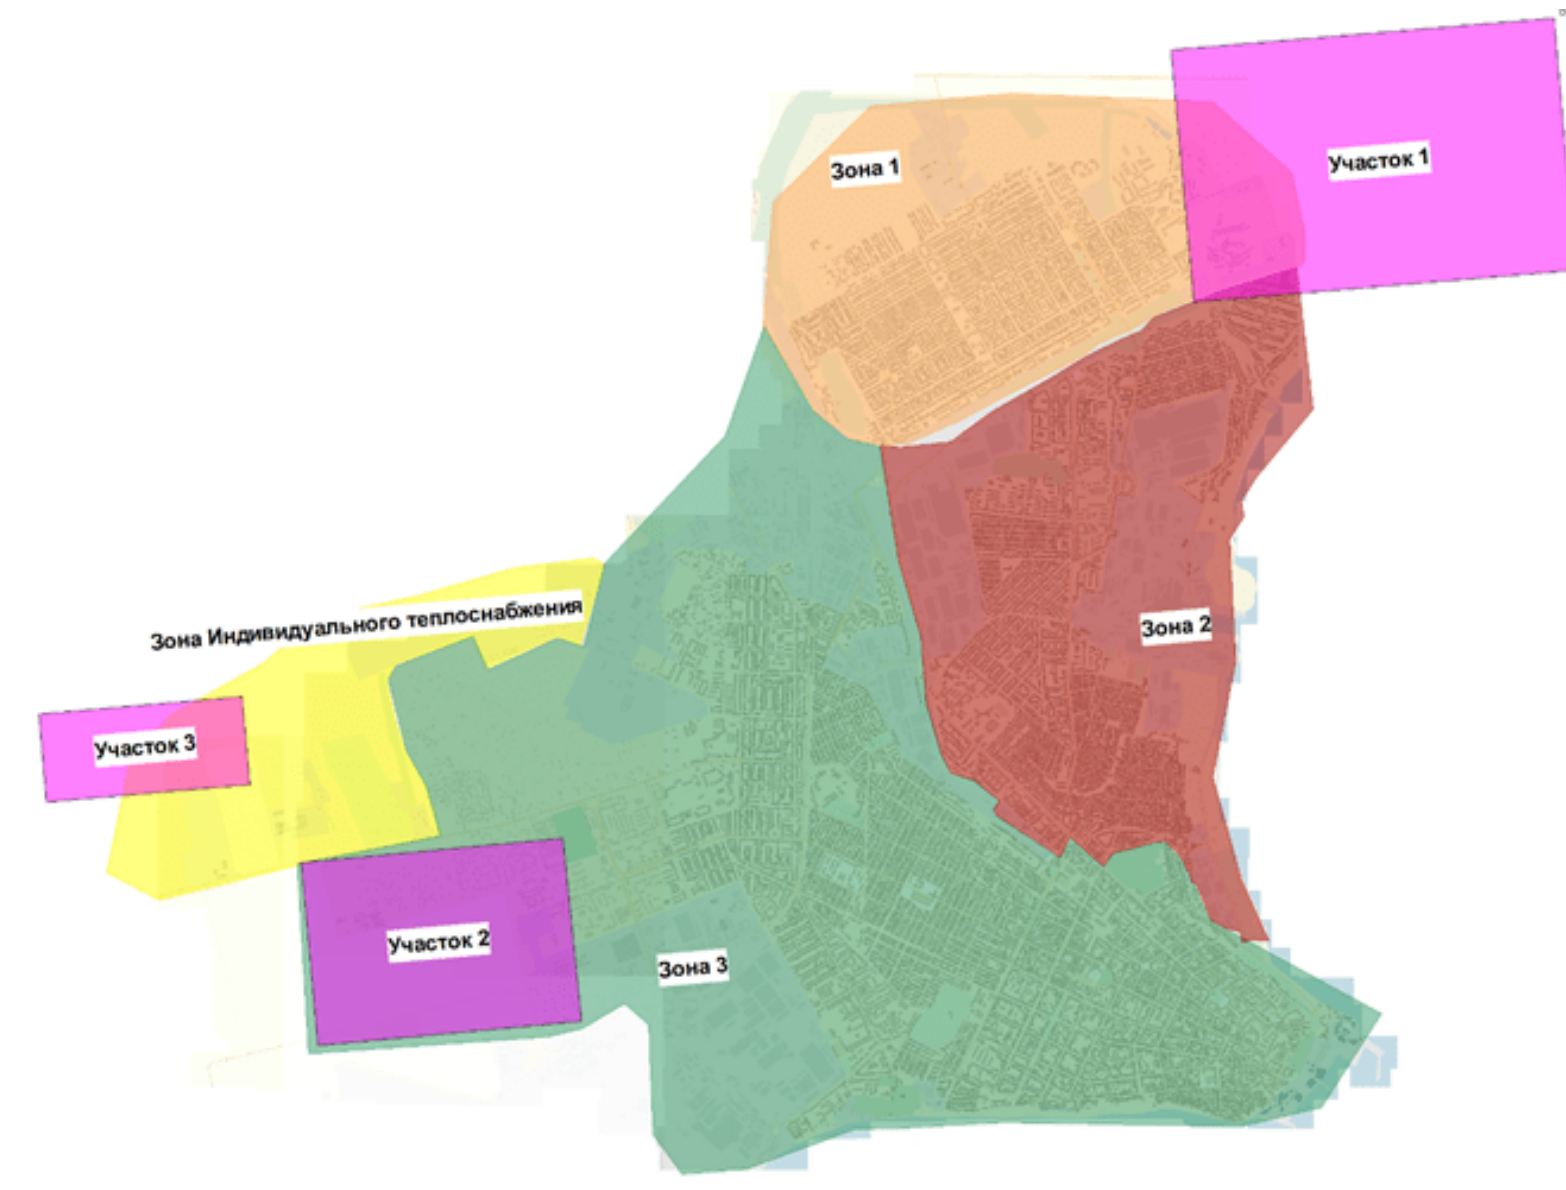 Участок 1
Зона 1
Зона Индивидуального теплоснабжения
Зона 2
Участок 3
Участок 2
Зона 3